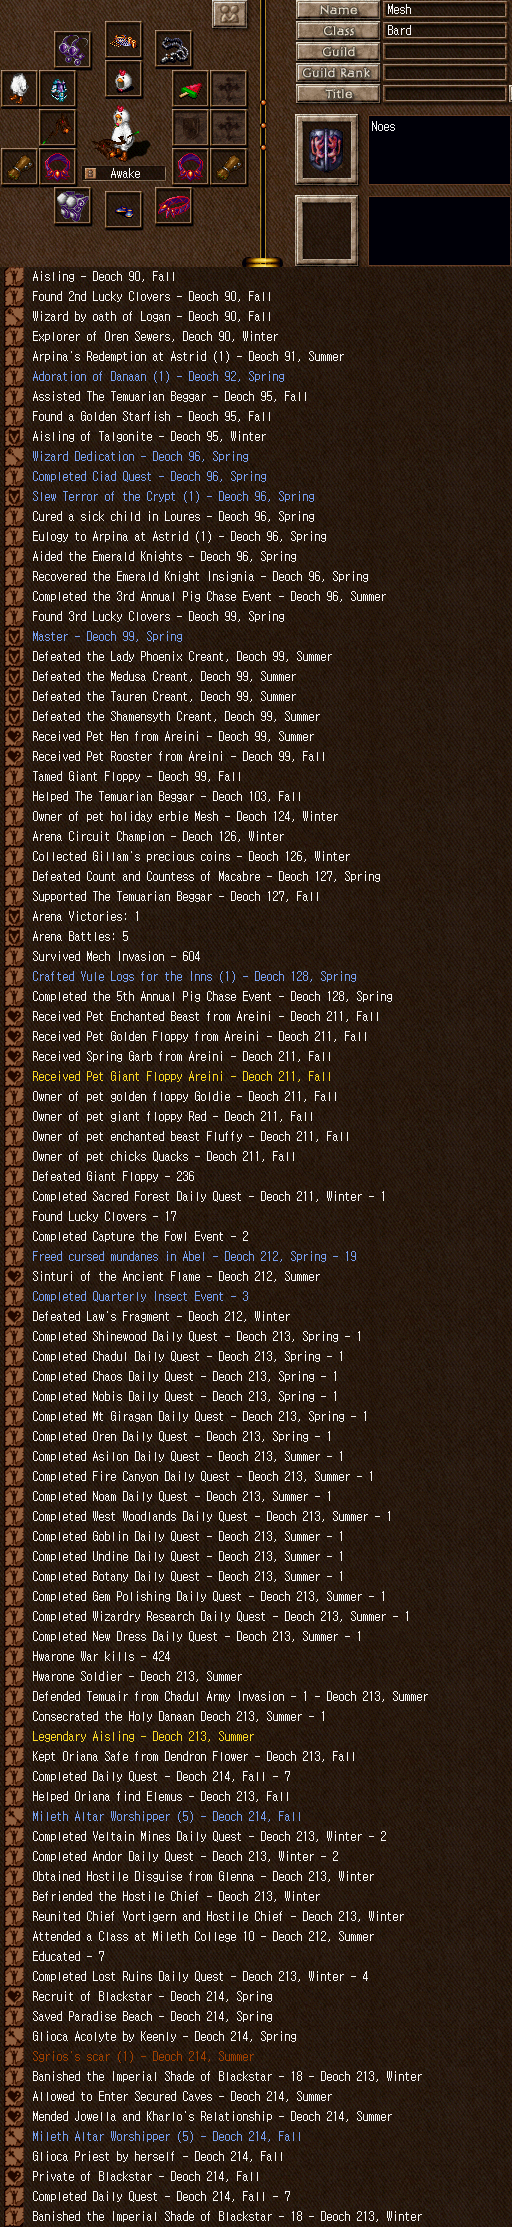 Name Mesh
Class Bard
Guild
Guild Rank
Title
Noes
Awake
Aisling - Deoch 90, Fall
Found 2nd Lucky Clovers - Deoch 90, Fall
Wizard by oath of Logan - Deoch 90, Fall
Explorer of Oren Sewers, Deoch 90, Winter
Arpina's Redemption at Astrid (1) - Deoch 91, Summer
Adoration of Danaan (1) - Deoch 92, Spring
Assisted The Temuarian Beggar - Deoch 95, Fall
Found a Golden Starfish - Deoch 95, Fall
Aisling of Talgonite - Deoch 95, Winter
Wizard Dedication - Deoch 96, Spring
Completed Ciad Quest - Deoch 96, Spring
Slew Terror of the Crypt (1) - Deoch 96, Spring
Cured a sick child in Loures - Deoch 96, Spring
Eulogy to Arpina at Astrid (1) - Deoch 96, Spring
Aided the Emerald Knights - Deoch 96, Spring
Recovered the Emerald Knight Insignia - Deoch 96, Spring
Completed the 3rd Annual Pig Chase Event - Deoch 96, Summer
Found 3rd Lucky Clovers - Deoch 99, Spring
Master - Deoch 99, Spring
Defeated the Lady Phoenix Creant, Deoch 99, Summer
Defeated the Medusa Creant, Deoch 99, Summer
Defeated the Tauren Creant, Deoch 99, Summer
Defeated the Shamensyth Creant, Deoch 99, Summer
Received Pet Hen from Areini - Deoch 99, Summer
Received Pet Rooster from Areini - Deoch 99, Fall
Tamed Giant Floppy - Deoch 99, Fall
Helped The Temuarian Beggar - Deoch 103, Fall
Owner of pet holiday erbie Mesh - Deoch 124, Winter
Arena Circuit Champion - Deoch 126, Winter
Collected Gillam's precious coins - Deoch 126, Winter
Defeated Count and Countess of Macabre - Deoch 127, Spring
Supported The Temuarian Beggar - Deoch 127, Fall
Arena Victories: 1
Arena Battles: 5
Survived Mech Invasion - 604
Crafted Yule Logs for the Inns (1) - Deoch 128, Spring
Completed the 5th Annual Pig Chase Event - Deoch 128, Spring
Received Pet Enchanted Beast from Areini - Deoch 211, Fall
Received Pet Golden Floppy from Areini - Deoch 211, Fall
Received Spring Garb from Areini - Deoch 211, Fall
Received Pet Giant Floppy Areini - Deoch 211, Fall
Owner of pet golden floppy Goldie - Deoch 211, Fall
Owner of pet giant floppy Red - Deoch 211, Fall
Owner of pet enchanted beast Fluffy - Deoch 211, Fall
Owner of pet chicks Quacks - Deoch 211, Fall
Defeated Giant Floppy - 236
Completed Sacred Forest Daily Quest - Deoch 211, Winter - 1
Found Lucky Clovers - 17
Completed Capture the Fowl Event - 2
Freed cursed mundanes in Abel - Deoch 212, Spring - 19
Sinturi of the Ancient Flame - Deoch 212, Summer
Completed Quarterly Insect Event - 3
Defeated Law's Fragment - Deoch 212, Winter
Completed Shinewood Daily Quest - Deoch 213, Spring - 1
Completed Chadul Daily Quest - Deoch 213, Spring - 1
Completed Chaos Daily Quest - Deoch 213, Spring - 1
Completed Nobis Daily Quest - Deoch 213, Spring - 1
Completed Mt Giragan Daily Quest - Deoch 213, Spring - 1
Completed Oren Daily Quest - Deoch 213, Spring - 1
Completed Asilon Daily Quest - Deoch 213, Summer - 1
Completed Fire Canyon Daily Quest - Deoch 213, Summer - 1
Completed Noam Daily Quest - Deoch 213, Summer - 1
Completed West Woodlands Daily Quest - Deoch 213, Summer - 1
Completed Goblin Daily Quest - Deoch 213, Summer - 1
Completed Undine Daily Quest - Deoch 213, Summer - 1
Completed Botany Daily Quest - Deoch 213, Summer - 1
Completed Gem Polishing Daily Quest - Deoch 213, Summer - 1
Completed Wizardry Research Daily Quest - Deoch 213, Summer - 1
Completed New Dress Daily Quest - Deoch 213, Summer - 1
Hwarone War kills - 424
Hwarone Soldier - Deoch 213, Summer
Defended Temuair from Chadul Army Invasion - 1 - Deoch 213, Summer
Consecrated the Holy Danaan Deoch 213, Summer - 1
Legendary Aisling - Deoch 213, Summer
Kept Oriana Safe from Dendron Flower - Deoch 213, Fall
Completed Daily Quest - Deoch 214, Fall - 7
Helped Oriana find Elemus - Deoch 213, Fall
Mileth Altar Worshipper (5) - Deoch 214, Fall
Completed Veltain Mines Daily Quest - Deoch 213, Winter - 2
Completed Andor Daily Quest - Deoch 213, Winter - 2
Obtained Hostile Disguise from Glenna - Deoch 213, Winter
Befriended the Hostile Chief - Deoch 213, Winter
Reunited Chief Vortigern and Hostile Chief - Deoch 213, Winter
Attended a Class at Mileth College 10 - Deoch 212, Summer
Educated - 7
Completed Lost Ruins Daily Quest - Deoch 213, Winter - 4
Recruit of Blackstar - Deoch 214, Spring
Saved Paradise Beach - Deoch 214, Spring
Glioca Acolyte by Keenly - Deoch 214, Spring
Sgrios's scar (1) - Deoch 214, Summer
Banished the Imperial Shade of Blackstar - 18 - Deoch 213, Winter
Allowed to Enter Secured Caves - Deoch 214, Summer
Mended Jowella and Kharlo's Relationship - Deoch 214, Summer
Mileth Altar Worshipper (5) - Deoch 214, Fall
Glioca Priest by herself - Deoch 214, Fall
Private of Blackstar - Deoch 214, Fall
Completed Daily Quest - Deoch 214, Fall - 7
Banished the Imperial Shade of Blackstar - 18 - Deoch 213, Winter